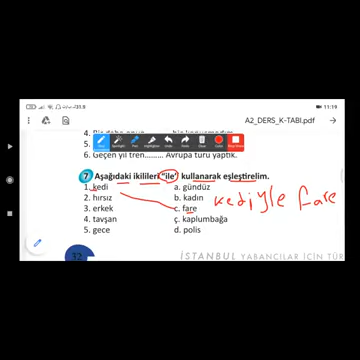 11:19
A2_DERS_K-TABI.pdf
5.
6. Geçen yıl tren......... Avrupa turu yaptık.
7 Aşağıdaki ikilileri "ile" kullanarak eşleştirelim.
1. kedi a. gündüz
2. hırsız b. kadın
3. erkek c. fare
4. tavşan ç. kaplumbağa
5. gece d. polis
kediyle fare
32
İSTANBUL YABANCILAR İÇİN TÜR